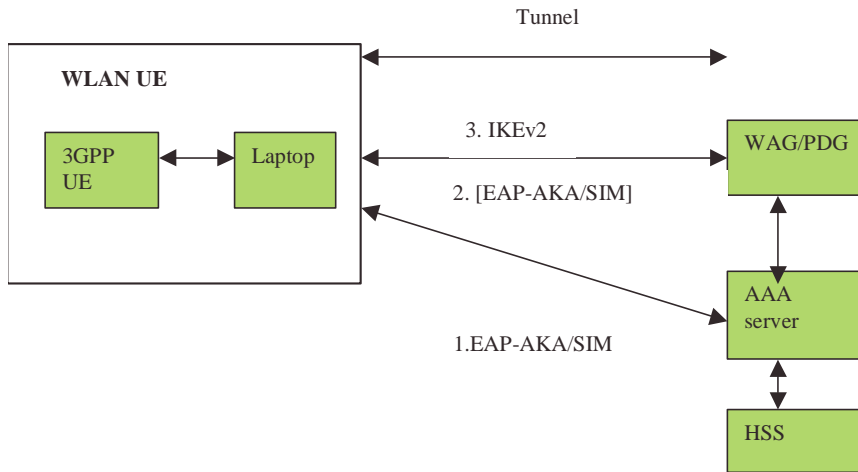 Tunnel
WLAN UE
3. IKEv2
WAG/PDG
3GPP
UE
Laptop
2. [EAP-AKA/SIM]
AAA
server
1.EAP-AKA/SIM
HSS